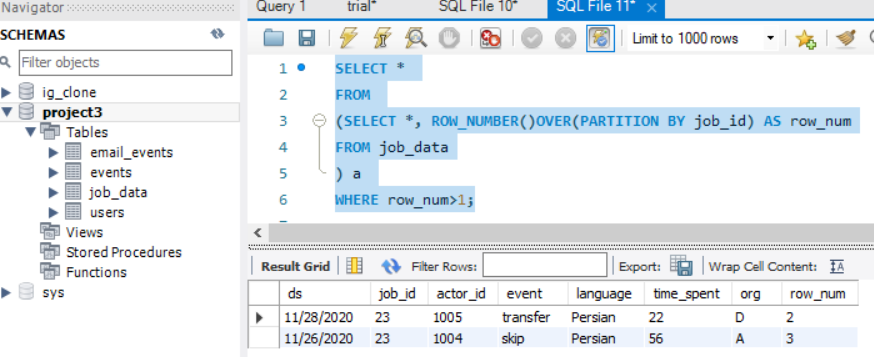 Navigator
SCHEMAS
Filter objects
ig_clone
project3
Tables
email_events
events
job_data
users
Views
Stored Procedures
Functions
sys
Query 1 trial* SQL File 10* SQL File 11*
Limit to 1000 rows
1 SELECT *
2 FROM
3 (SELECT *, ROW_NUMBER()OVER(PARTITION BY job_id) AS row_num
4 FROM job_data
5 ) a
6 WHERE row_num>1;
Result Grid Filter Rows: Export: Wrap Cell Content: IA
ds job_id actor_id event language time_spent org row_num
11/28/2020 23 1005 transfer Persian 22 D 2
11/26/2020 23 1004 skip Persian 56 A 3